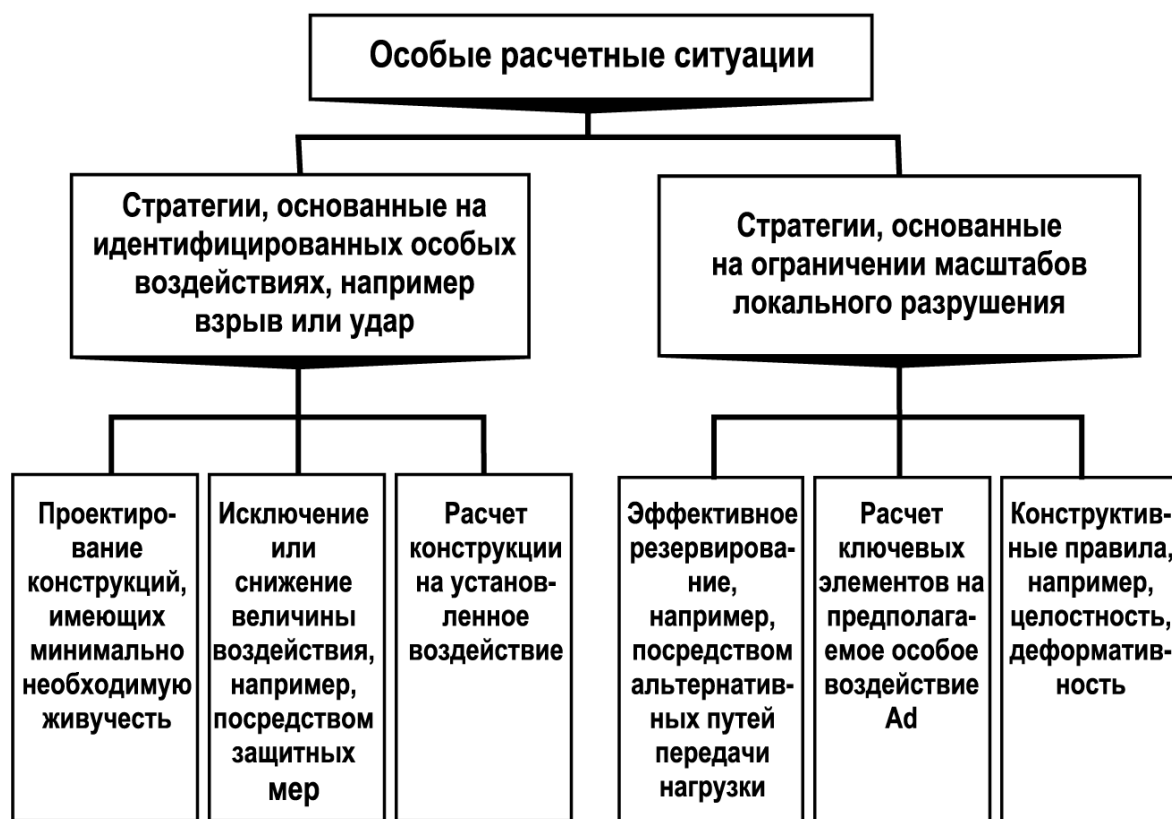 Особые расчетные ситуации
Стратегии, основанные на
идентифицированных особых
воздействиях, например
взрыв или удар
Стратегии, основанные
на ограничении масштабов
локального разрушения
Проектиро-
вание
конструкций,
имеющих
минимально
необходимую
живучесть
Исключение
или
снижение
величины
воздействия,
например,
посредством
защитных
мер
Расчет
конструкции
на установ-
ленное
воздействие
Эффективное
резервирова-
ние,
например,
посредством
альтернатив-
ных путей
передачи
нагрузки
Расчет
ключевых
элементов на
предполага-
емое особое
воздействие
Ad
Конструктив-
ные правила,
например,
целостность,
деформатив-
ность